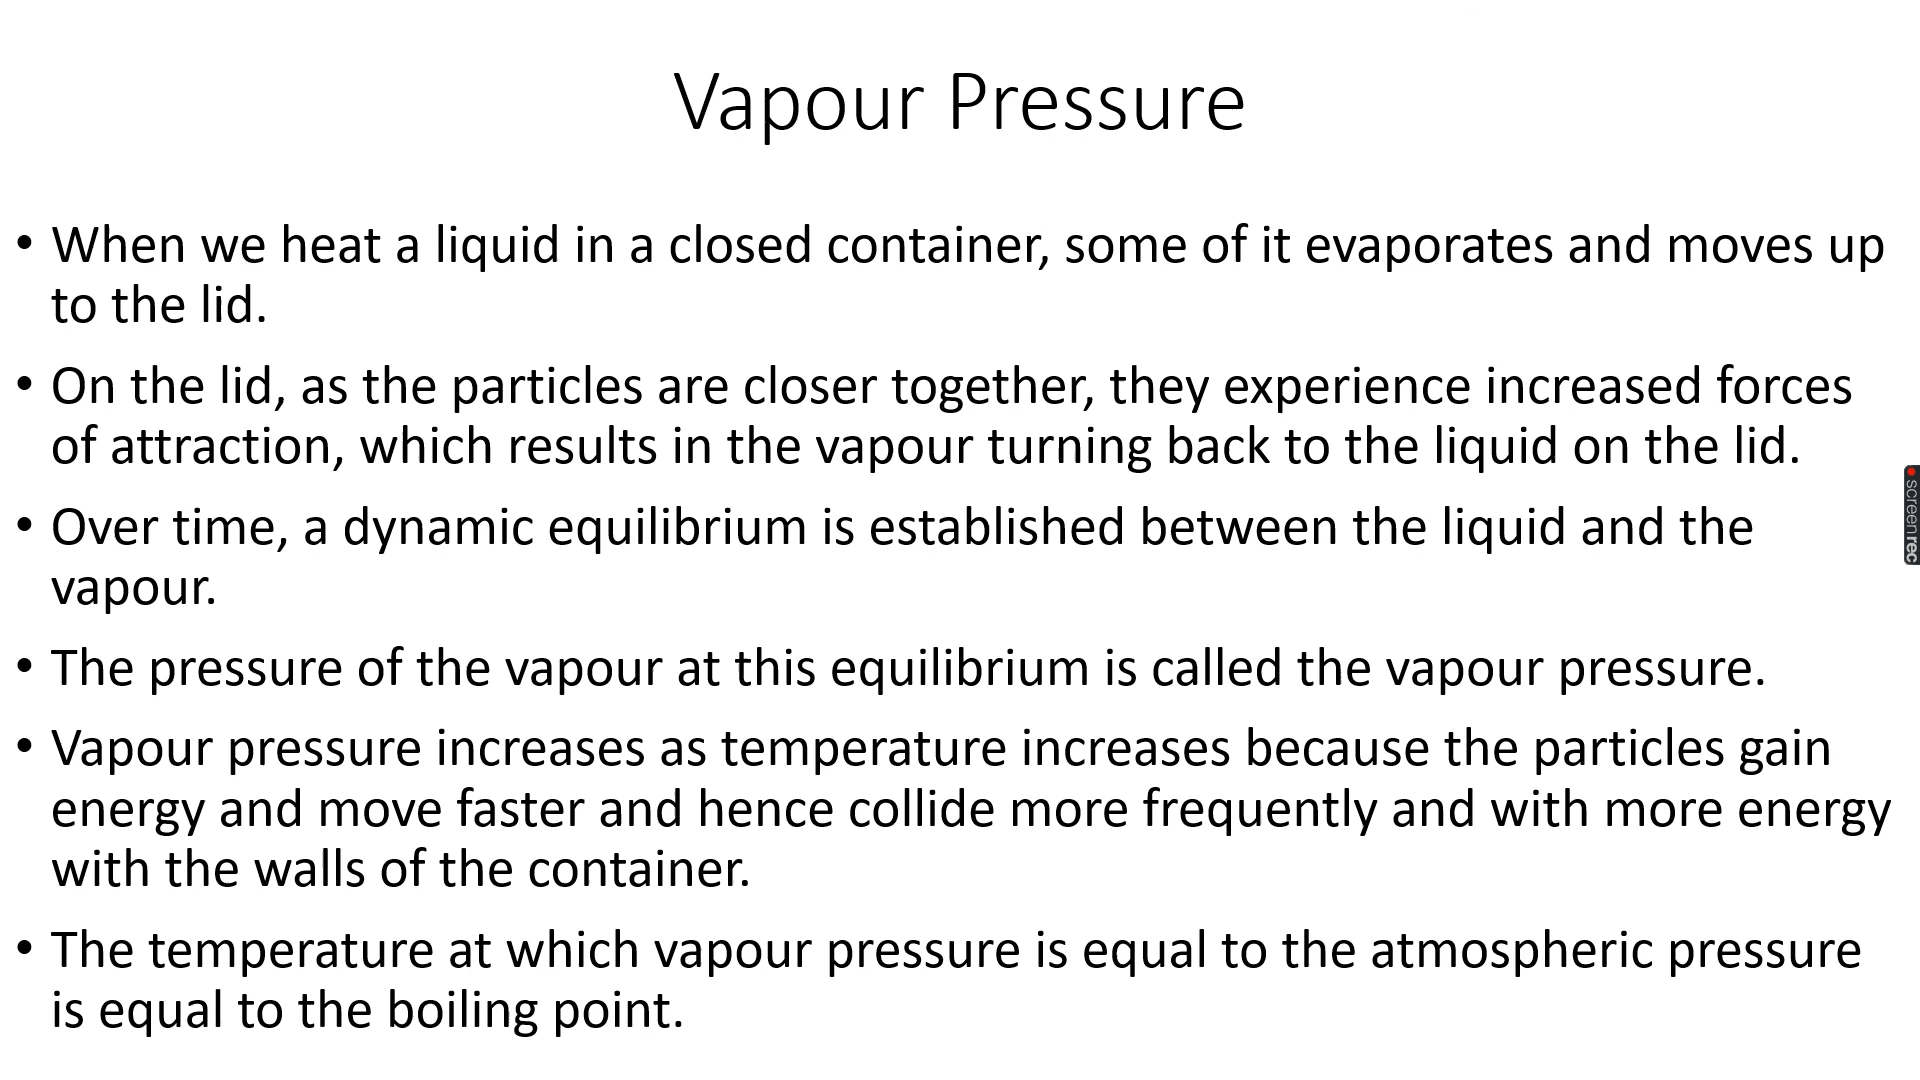 Vapour Pressure
• When we heat a liquid in a closed container, some of it evaporates and moves up
to the lid.
• On the lid, as the particles are closer together, they experience increased forces
of attraction, which results in the vapour turning back to the liquid on the lid.
• Over time, a dynamic equilibrium is established between the liquid and the
vapour.
• The pressure of the vapour at this equilibrium is called the vapour pressure.
• Vapour pressure increases as temperature increases because the particles gain
energy and move faster and hence collide more frequently and with more energy
with the walls of the container.
• The temperature at which vapour pressure is equal to the atmospheric pressure
is equal to the boiling point.
screenrec